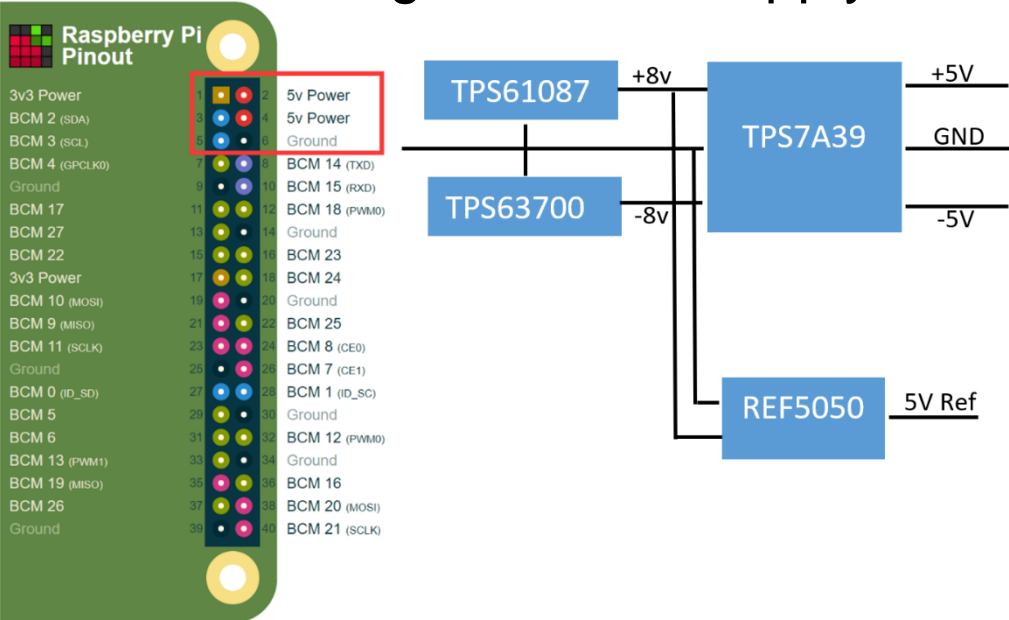 Raspberry Pi
Pinout
3v3 Power 1 2 5v Power
BCM 2 (SDA) 3 4 5v Power
BCM 3 (SCL) 5 6 Ground
BCM 4 (GPCLK0) 7 8 BCM 14 (TXD)
Ground 9 10 BCM 15 (RXD)
BCM 17 11 12 BCM 18 (PWM0)
BCM 27 13 14 Ground
BCM 22 15 16 BCM 23
3v3 Power 17 18 BCM 24
BCM 10 (MOSI) 19 20 Ground
BCM 9 (MISO) 21 22 BCM 25
BCM 11 (SCLK) 23 24 BCM 8 (CE0)
Ground 25 26 BCM 7 (CE1)
BCM 0 (ID_SD) 27 28 BCM 1 (ID_SC)
BCM 5 29 30 Ground
BCM 6 31 32 BCM 12 (PWM0)
BCM 13 (PWM1) 33 34 Ground
BCM 19 (MISO) 35 36 BCM 16
BCM 26 37 38 BCM 20 (MOSI)
Ground 39 40 BCM 21 (SCLK)
TPS61087
+8v
TPS7A39
+5V
GND
TPS63700
-8v
-5V
REF5050
5V Ref